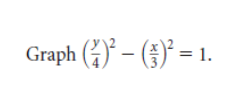 Graph (y/4)² − (x/3)² = 1.